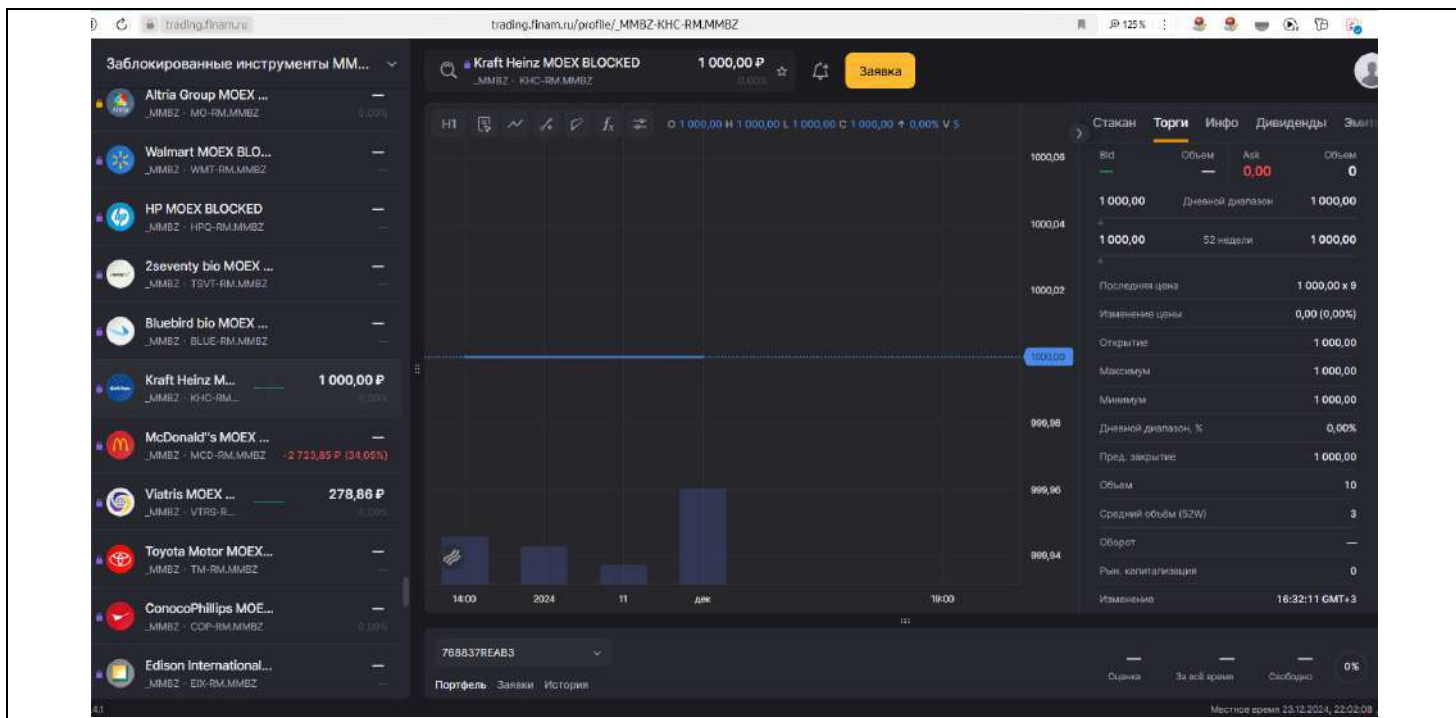 trading.finam.ru
trading.finam.ru/profile/_MMBZ-KHC-RM.MMBZ
125 %
Заблокированные инструменты ММ...
Altria Group MOEX ...
—
_MMBZ · MO-RM.MMBZ
0,00%
Walmart MOEX BLO...
—
_MMBZ · WMT-RM.MMBZ
—
HP MOEX BLOCKED
—
_MMBZ · HPQ-RM.MMBZ
—
2seventy bio MOEX ...
—
_MMBZ · TSVT-RM.MMBZ
—
Bluebird bio MOEX ...
—
_MMBZ · BLUE-RM.MMBZ
—
Kraft Heinz M...
1 000,00 ₽
_MMBZ · KHC-RM...
0,00%
McDonald"s MOEX ...
—
_MMBZ · MCD-RM.MMBZ
-2 723,85 ₽ (34,05%)
Viatris MOEX ...
278,86 ₽
_MMBZ · VTRS-R...
0,00%
Toyota Motor MOEX...
—
_MMBZ · TM-RM.MMBZ
—
ConocoPhillips MOE...
—
_MMBZ · COP-RM.MMBZ
0,00%
Edison International...
—
_MMBZ · EIX-RM.MMBZ
—
4.1
Kraft Heinz MOEX BLOCKED
1 000,00 ₽
_MMBZ · KHC-RM.MMBZ
0,00%
Заявка
H1
fx
O 1 000,00 H 1 000,00 L 1 000,00 C 1 000,00 0,00% V 5
1000,06
1000,04
1000,02
1000,00
999,98
999,96
999,94
14:00 2024 11 дек 19:00
768837REAB3
Портфель Заявки История
Стакан Торги Инфо Дивиденды Эмит
Bid Объем Ask Объем
— — 0,00 0
1 000,00 Дневной диапазон 1 000,00
1 000,00 52 недели 1 000,00
Последняя цена 1 000,00 x 9
Изменение цены 0,00 (0,00%)
Открытие 1 000,00
Максимум 1 000,00
Минимум 1 000,00
Дневной диапазон, % 0,00%
Пред. закрытие 1 000,00
Объем 10
Средний объём (52W) 3
Оборот —
Рын. капитализация 0
Изменение 16:32:11 GMT+3
— — — 0%
Оценка За всё время Свободно
Местное время 23.12.2024, 22:02:08